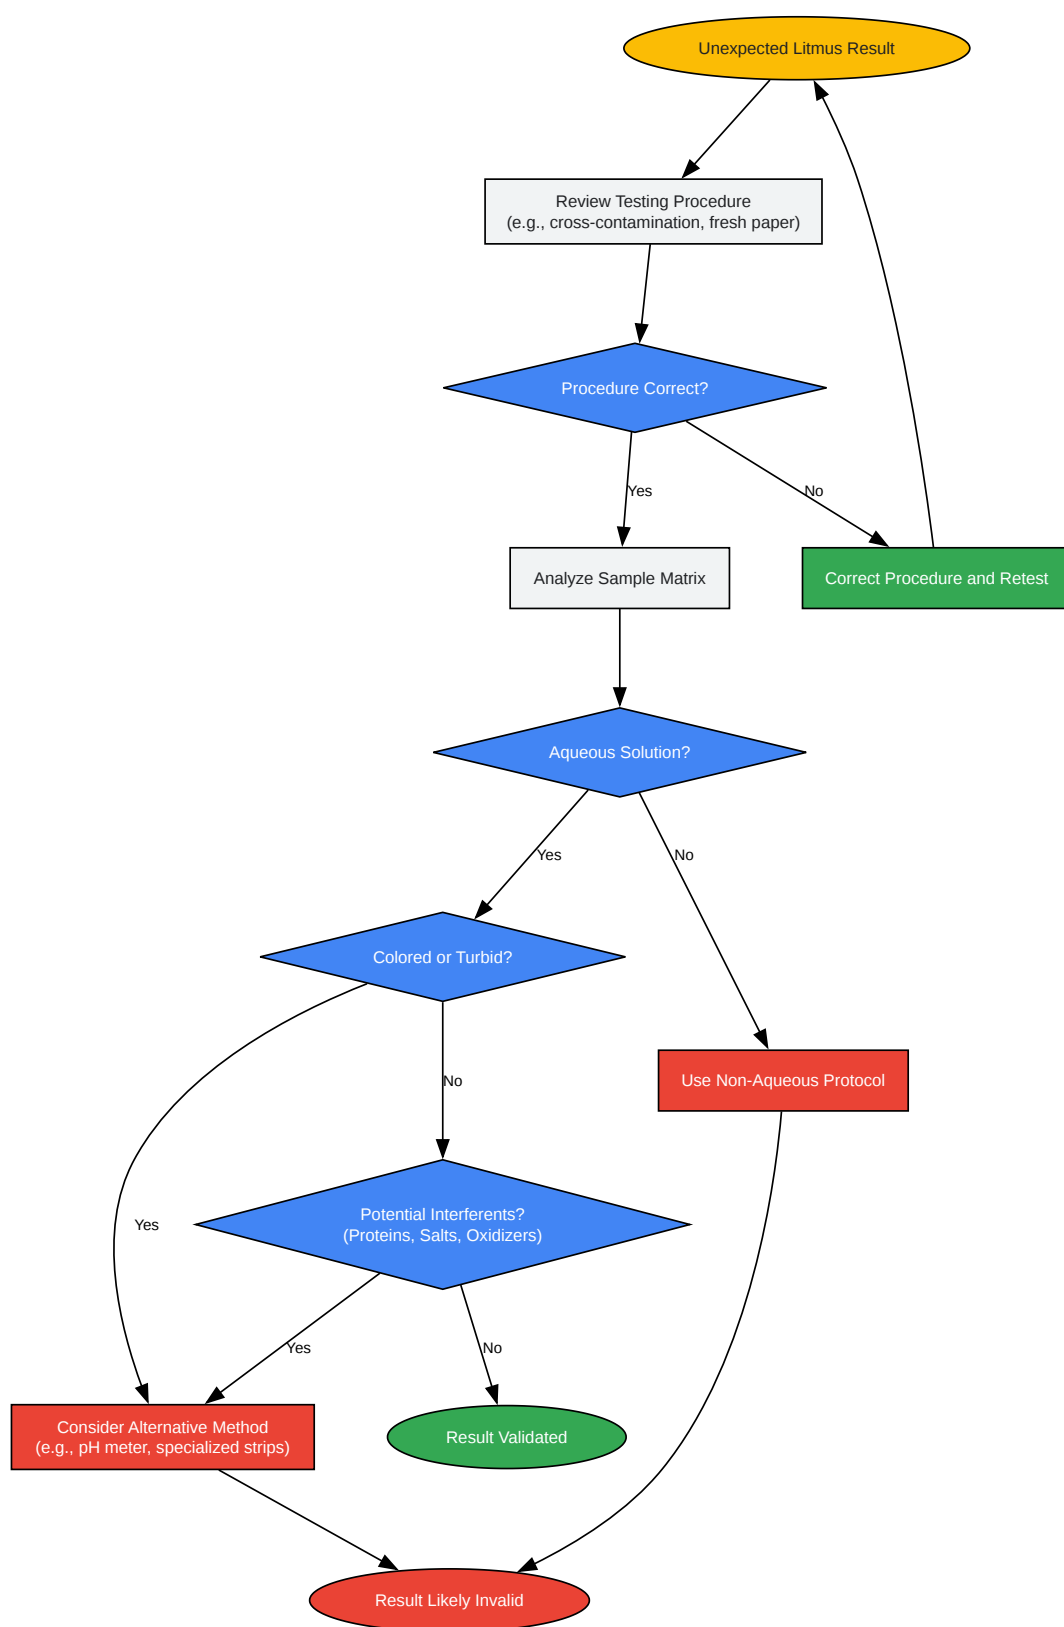 Unexpected Litmus Result
Review Testing Procedure
(e.g., cross-contamination, fresh paper)
Procedure Correct?
Yes
No
Analyze Sample Matrix
Correct Procedure and Retest
Aqueous Solution?
Yes
No
Colored or Turbid?
No
Use Non-Aqueous Protocol
Yes
Potential Interferents?
(Proteins, Salts, Oxidizers)
Yes
No
Consider Alternative Method
(e.g., pH meter, specialized strips)
Result Validated
Result Likely Invalid